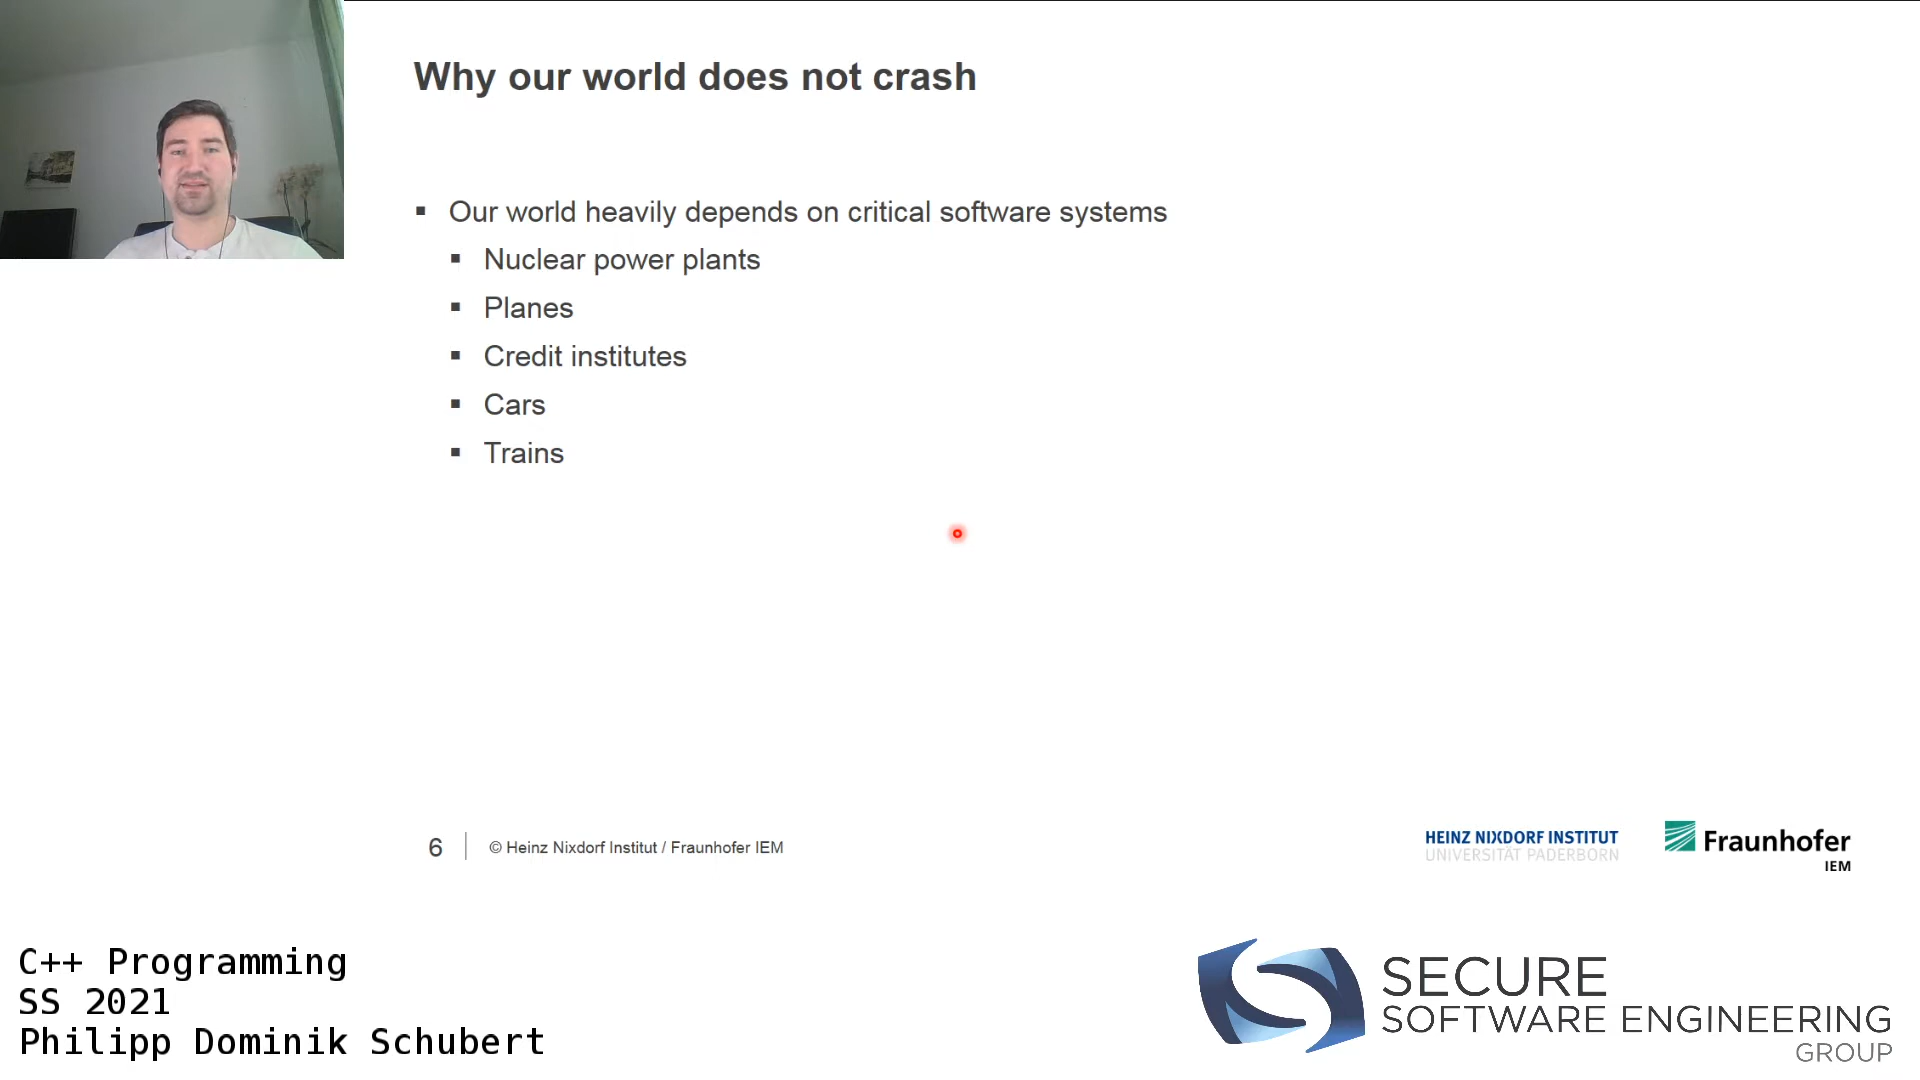 Why our world does not crash
▪ Our world heavily depends on critical software systems
▪ Nuclear power plants
▪ Planes
▪ Credit institutes
▪ Cars
▪ Trains
6
© Heinz Nixdorf Institut / Fraunhofer IEM
HEINZ NIXDORF INSTITUT
UNIVERSITÄT PADERBORN
Fraunhofer
IEM
C++ Programming
SS 2021
Philipp Dominik Schubert
SECURE
SOFTWARE ENGINEERING
GROUP